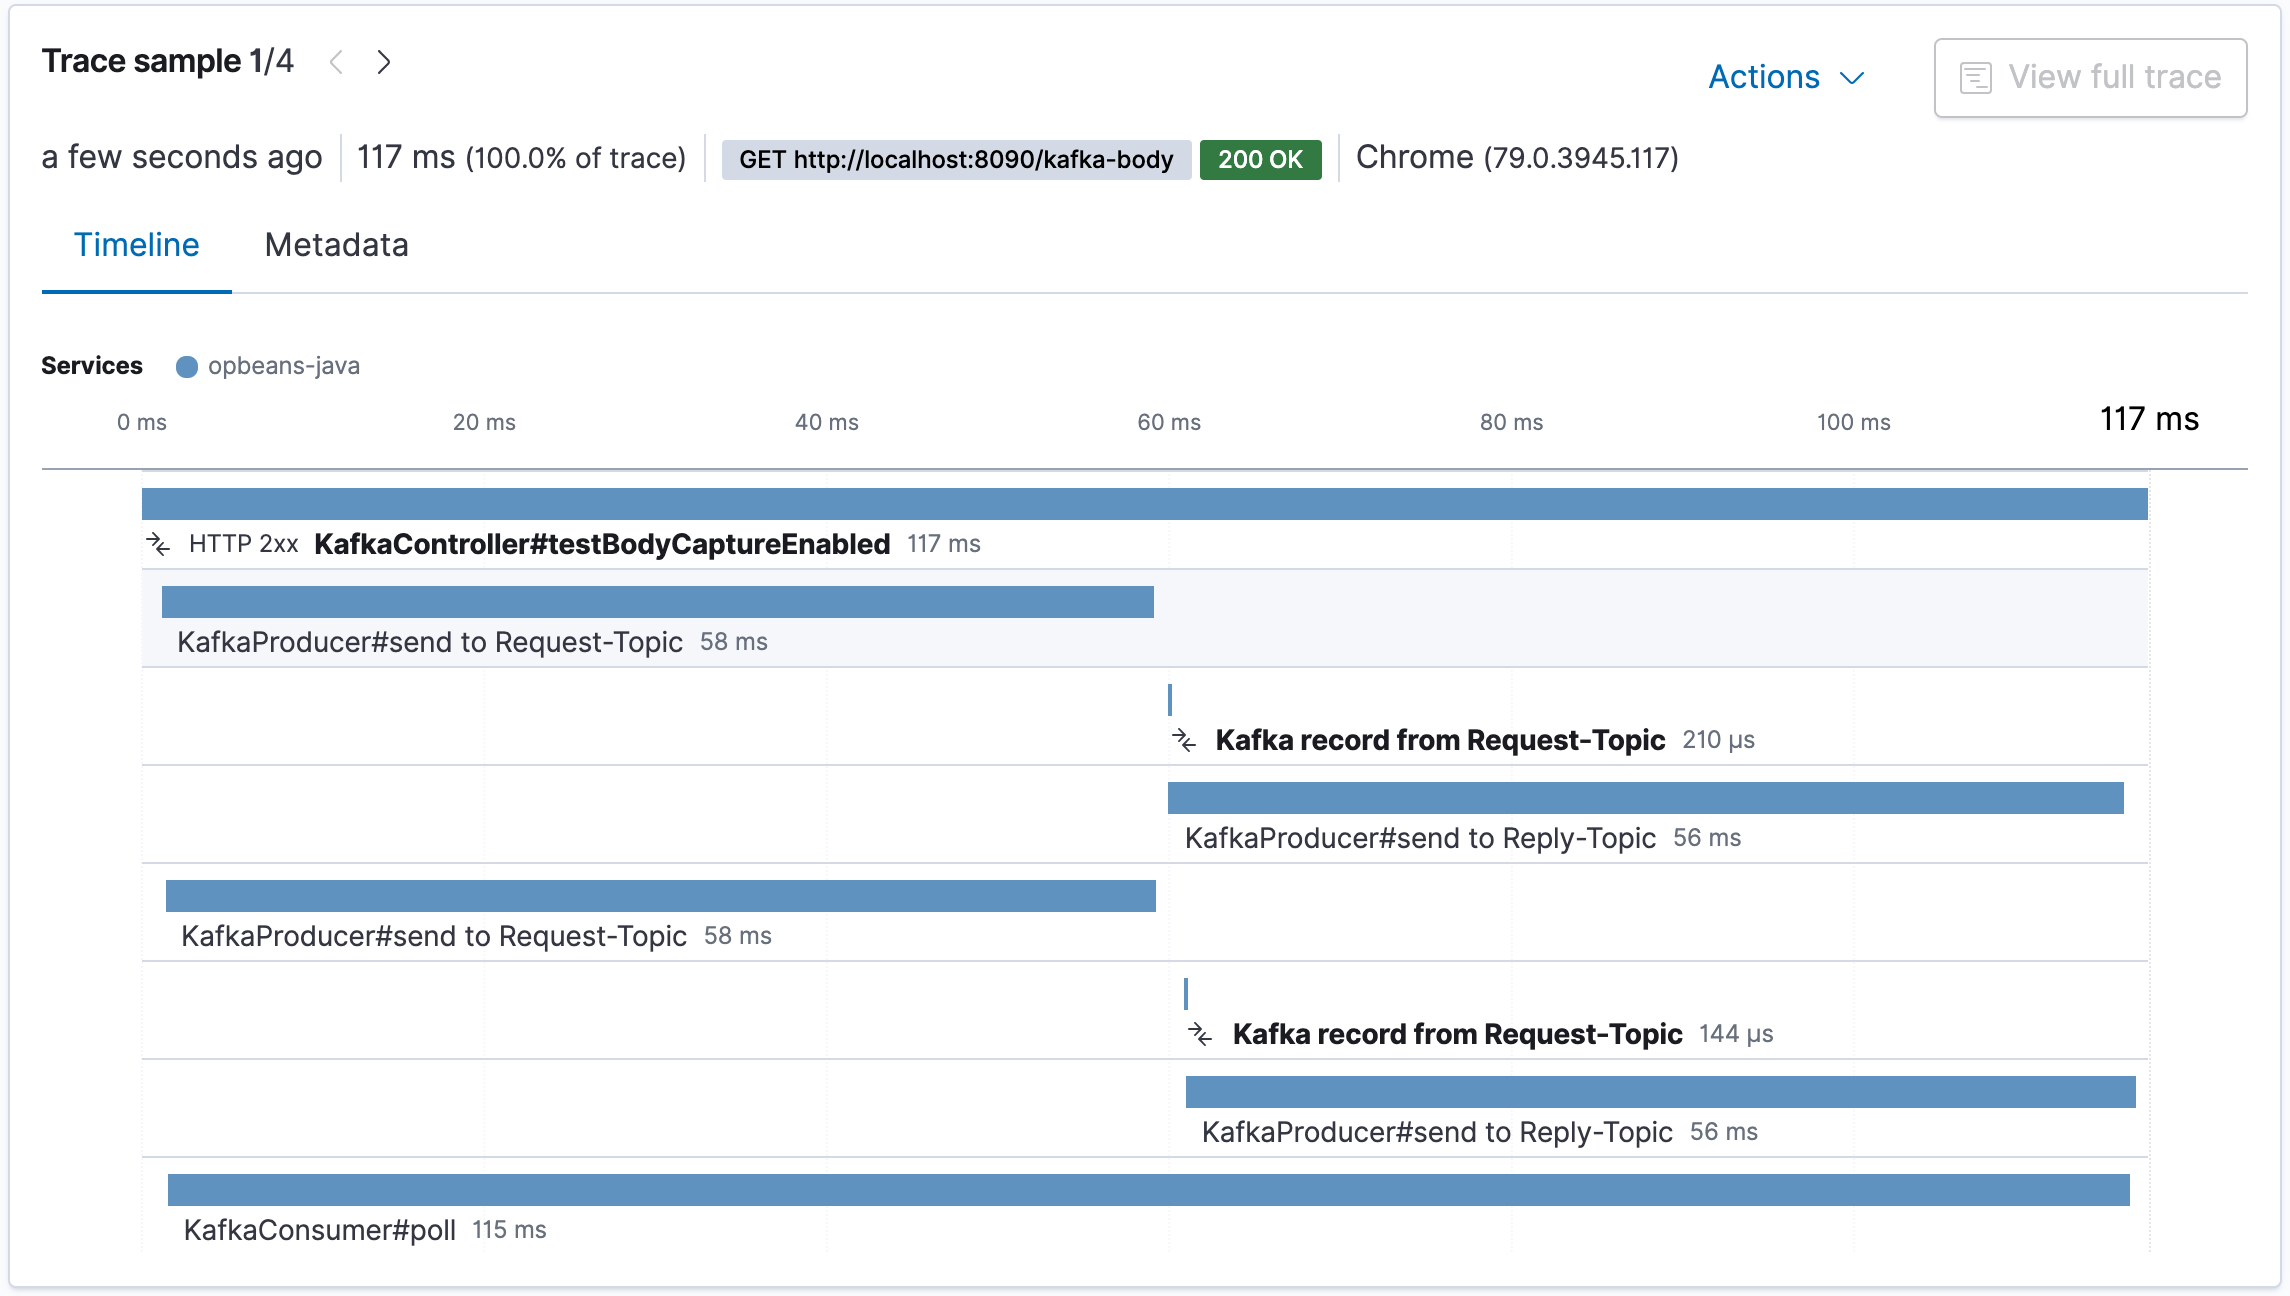 Trace sample 1/4
Actions
View full trace
a few seconds ago 117 ms (100.0% of trace) GET http://localhost:8090/kafka-body 200 OK Chrome (79.0.3945.117)
Timeline Metadata
Services opbeans-java
0 ms 20 ms 40 ms 60 ms 80 ms 100 ms 117 ms
HTTP 2xx KafkaController#testBodyCaptureEnabled 117 ms
KafkaProducer#send to Request-Topic 58 ms
Kafka record from Request-Topic 210 μs
KafkaProducer#send to Reply-Topic 56 ms
KafkaProducer#send to Request-Topic 58 ms
Kafka record from Request-Topic 144 μs
KafkaProducer#send to Reply-Topic 56 ms
KafkaConsumer#poll 115 ms